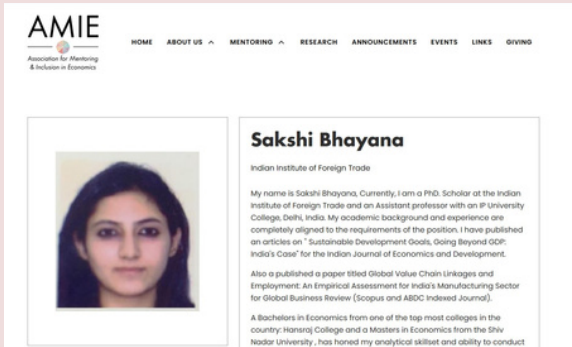 AMIE
Association for Mentoring
& Inclusion in Economics
HOME ABOUT US MENTORING RESEARCH ANNOUNCEMENTS EVENTS LINKS GIVING
Sakshi Bhayana
Indian Institute of Foreign Trade
My name is Sakshi Bhayana, Currently, I am a PhD. Scholar at the Indian
Institute of Foreign Trade and an Assistant professor with an IP University
College, Delhi, India. My academic background and experience are
completely aligned to the requirements of the position. I have published
an articles on " Sustainable Development Goals, Going Beyond GDP:
India's Case" for the Indian Journal of Economics and Development.
Also a published a paper titled Global Value Chain Linkages and
Employment: An Empirical Assessment for India's Manufacturing Sector
for Global Business Review (Scopus and ABDC Indexed Journal).
A Bachelors in Economics from one of the top most colleges in the
country: Hansraj College and a Masters in Economics from the Shiv
Nadar University , has honed my analytical skillset and ability to conduct